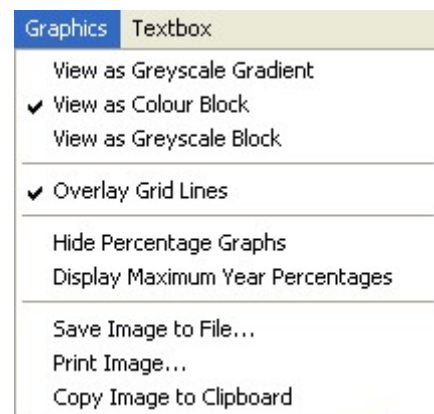 Graphics Textbox
View as Greyscale Gradient
View as Colour Block
View as Greyscale Block
Overlay Grid Lines
Hide Percentage Graphs
Display Maximum Year Percentages
Save Image to File...
Print Image...
Copy Image to Clipboard